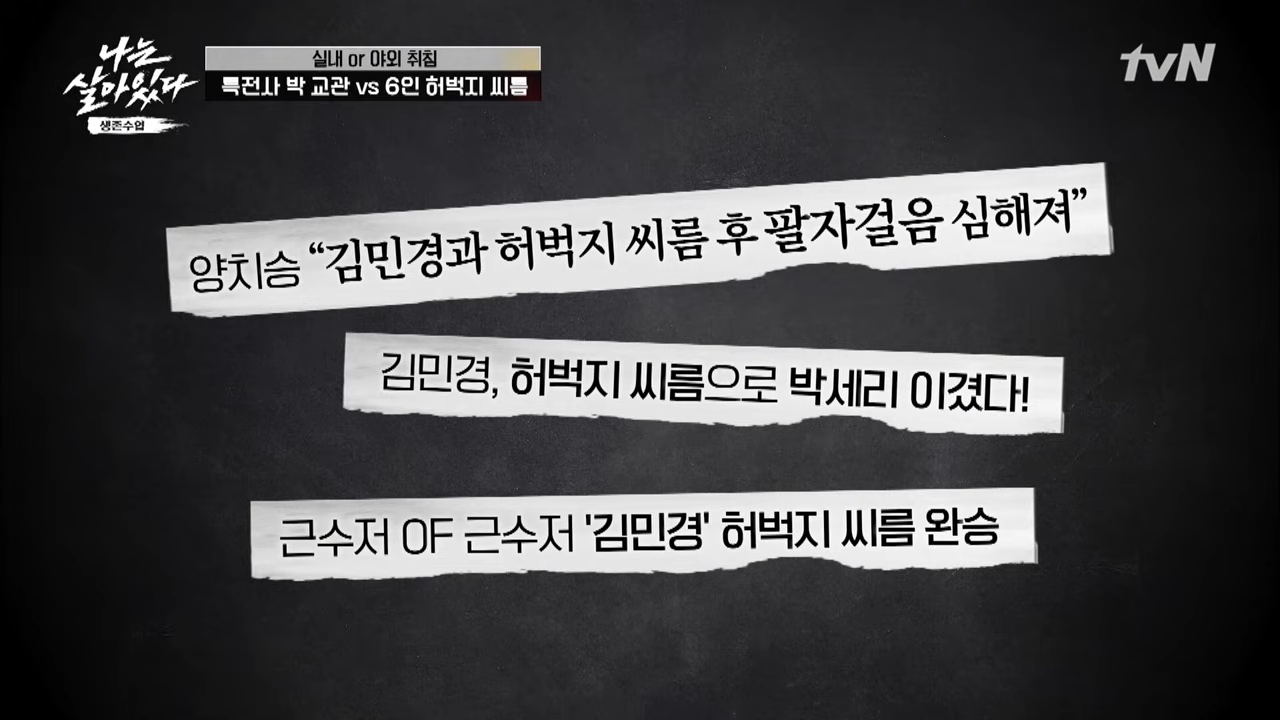 나는
살아있다
생존수업
실내 or 야외 취침
특전사 박 교관 vs 6인 허벅지 씨름
tvN
양치승 “김민경과 허벅지 씨름 후 팔자걸음 심해져”
김민경, 허벅지 씨름으로 박세리 이겼다!
근수저 OF 근수저 '김민경' 허벅지 씨름 완승